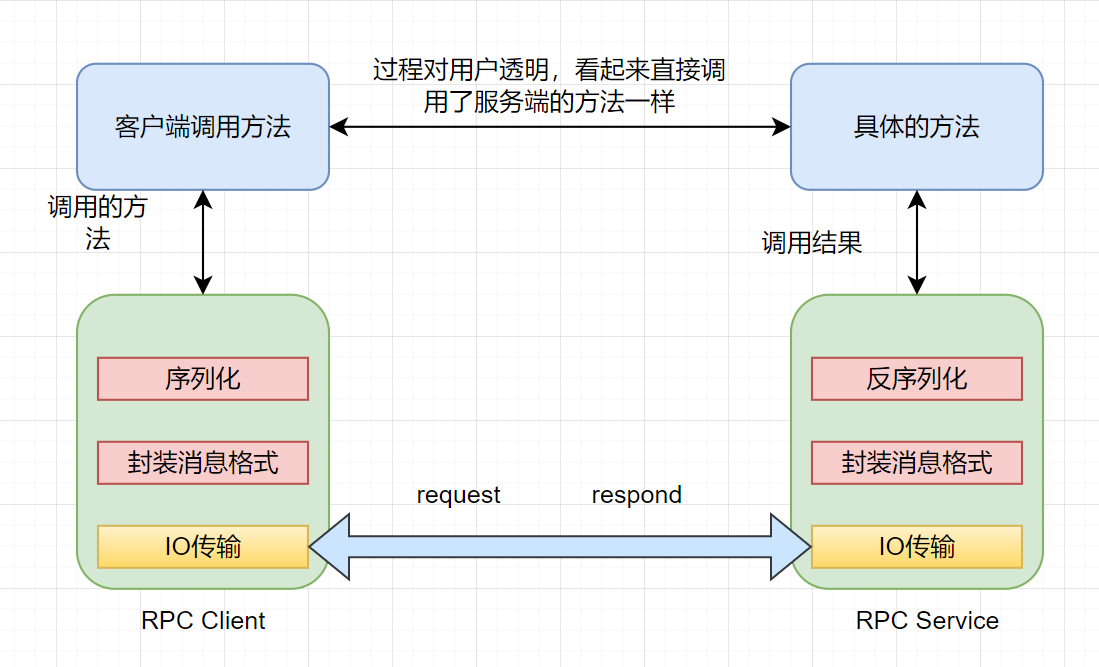 过程对用户透明，看起来直接调
用了服务端的方法一样
客户端调用方法
具体的方法
调用的方
法
调用结果
序列化
反序列化
封装消息格式
封装消息格式
request
respond
IO传输
IO传输
RPC Client
RPC Service